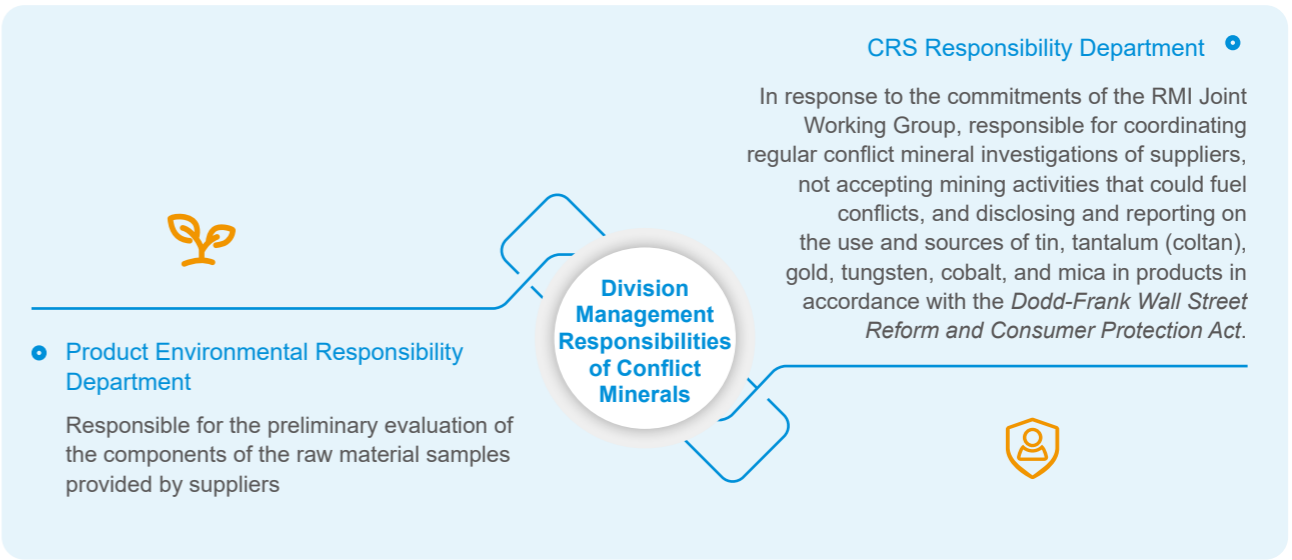 CRS Responsibility Department
In response to the commitments of the RMI Joint
Working Group, responsible for coordinating
regular conflict mineral investigations of suppliers,
not accepting mining activities that could fuel
conflicts, and disclosing and reporting on
the use and sources of tin, tantalum (coltan),
gold, tungsten, cobalt, and mica in products in
accordance with the Dodd-Frank Wall Street
Reform and Consumer Protection Act.
Division
Management
Responsibilities
of Conflict
Minerals
Product Environmental Responsibility
Department
Responsible for the preliminary evaluation of
the components of the raw material samples
provided by suppliers